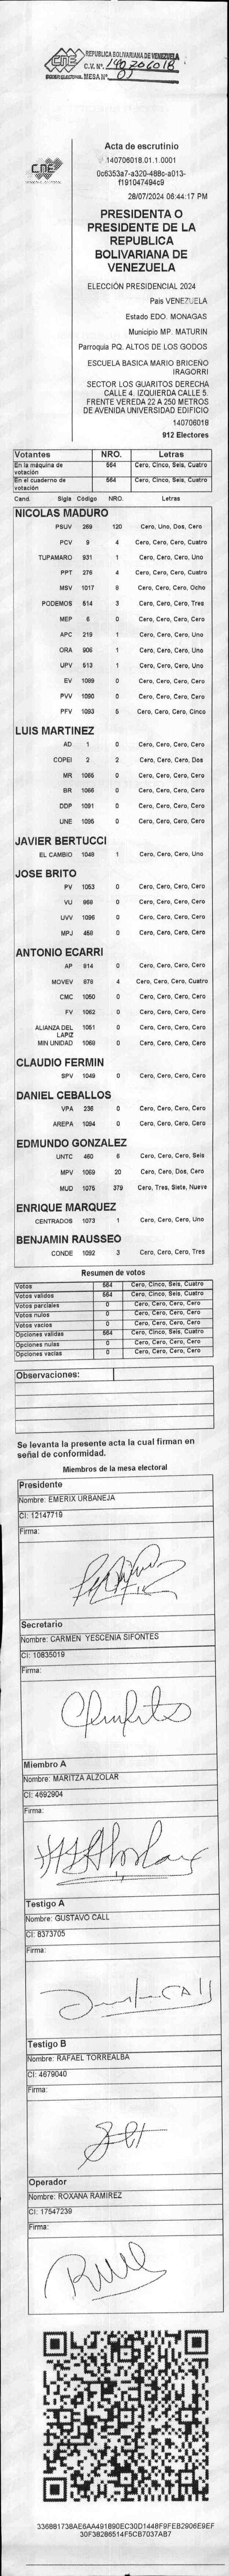 CNE
PODER ELECTORAL
REPUBLICA BOLIVARIANA DE VENEZUELA
C.V. Nº. 140706018
MESA Nº 01
CNE
Acta de escrutinio
140706018.01.1.0001
0c6353a7-a320-488c-a013-
f191047494c9
28/07/2024 06:44:17 PM
PRESIDENTA O
PRESIDENTE DE LA
REPUBLICA
BOLIVARIANA DE
VENEZUELA
ELECCIÓN PRESIDENCIAL 2024
Pais VENEZUELA
Estado EDO. MONAGAS
Municipio MP. MATURIN
Parroquia PQ. ALTOS DE LOS GODOS
ESCUELA BASICA MARIO BRICEÑO
IRAGORRI
SECTOR LOS GUARITOS DERECHA
CALLE 4. IZQUIERDA CALLE 5.
FRENTE VEREDA 22 A 250 METROS
DE AVENIDA UNIVERSIDAD EDIFICIO
140706018
912 Electores
Votantes NRO. Letras
En la máquina de votación 564 Cero, Cinco, Seis, Cuatro
En el cuaderno de votación 564 Cero, Cinco, Seis, Cuatro
Cand. Sigla Código NRO. Letras
NICOLAS MADURO
PSUV 269 120 Cero, Uno, Dos, Cero
PCV 9 4 Cero, Cero, Cero, Cuatro
TUPAMARO 931 1 Cero, Cero, Cero, Uno
PPT 276 4 Cero, Cero, Cero, Cuatro
MSV 1017 8 Cero, Cero, Cero, Ocho
PODEMOS 514 3 Cero, Cero, Cero, Tres
MEP 6 0 Cero, Cero, Cero, Cero
APC 219 1 Cero, Cero, Cero, Uno
ORA 906 1 Cero, Cero, Cero, Uno
UPV 513 1 Cero, Cero, Cero, Uno
EV 1089 0 Cero, Cero, Cero, Cero
PVV 1090 0 Cero, Cero, Cero, Cero
PFV 1093 5 Cero, Cero, Cero, Cinco
LUIS MARTINEZ
AD 1 0 Cero, Cero, Cero, Cero
COPEI 2 2 Cero, Cero, Cero, Dos
MR 1065 0 Cero, Cero, Cero, Cero
BR 1066 0 Cero, Cero, Cero, Cero
DDP 1091 0 Cero, Cero, Cero, Cero
UNE 1095 0 Cero, Cero, Cero, Cero
JAVIER BERTUCCI
EL CAMBIO 1048 1 Cero, Cero, Cero, Uno
JOSE BRITO
PV 1053 0 Cero, Cero, Cero, Cero
VU 868 0 Cero, Cero, Cero, Cero
UVV 1096 0 Cero, Cero, Cero, Cero
MPJ 458 0 Cero, Cero, Cero, Cero
ANTONIO ECARRI
AP 814 0 Cero, Cero, Cero, Cero
MOVEV 878 4 Cero, Cero, Cero, Cuatro
CMC 1050 0 Cero, Cero, Cero, Cero
FV 1062 0 Cero, Cero, Cero, Cero
ALIANZA DEL LAPIZ 1051 0 Cero, Cero, Cero, Cero
MIN UNIDAD 1068 0 Cero, Cero, Cero, Cero
CLAUDIO FERMIN
SPV 1049 0 Cero, Cero, Cero, Cero
DANIEL CEBALLOS
VPA 236 0 Cero, Cero, Cero, Cero
AREPA 1094 0 Cero, Cero, Cero, Cero
EDMUNDO GONZALEZ
UNTC 460 6 Cero, Cero, Cero, Seis
MPV 1069 20 Cero, Cero, Dos, Cero
MUD 1075 379 Cero, Tres, Siete, Nueve
ENRIQUE MARQUEZ
CENTRADOS 1073 1 Cero, Cero, Cero, Uno
BENJAMIN RAUSSEO
CONDE 1092 3 Cero, Cero, Cero, Tres
Resumen de votos
Votos 564 Cero, Cinco, Seis, Cuatro
Votos validos 564 Cero, Cinco, Seis, Cuatro
Votos parciales 0 Cero, Cero, Cero, Cero
Votos nulos 0 Cero, Cero, Cero, Cero
Votos vacios 0 Cero, Cero, Cero, Cero
Opciones validas 564 Cero, Cinco, Seis, Cuatro
Opciones nulas 0 Cero, Cero, Cero, Cero
Opciones vacias 0 Cero, Cero, Cero, Cero
Observaciones:
Se levanta la presente acta la cual firman en
señal de conformidad.
Miembros de la mesa electoral
Presidente
Nombre: EMERIX URBANEJA
CI: 12147719
Firma:
Secretario
Nombre: CARMEN YESCENIA SIFONTES
CI: 10835019
Firma:
Miembro A
Nombre: MARITZA ALZOLAR
CI: 4692904
Firma:
Testigo A
Nombre: GUSTAVO CALL
CI: 8373705
Firma:
Testigo B
Nombre: RAFAEL TORREALBA
CI: 4679040
Firma:
Operador
Nombre: ROXANA RAMIREZ
CI: 17547239
Firma:
336881738AE6AA491890EC30D1448F9FEB2906E9EF
30F38286514F5CB7037AB7